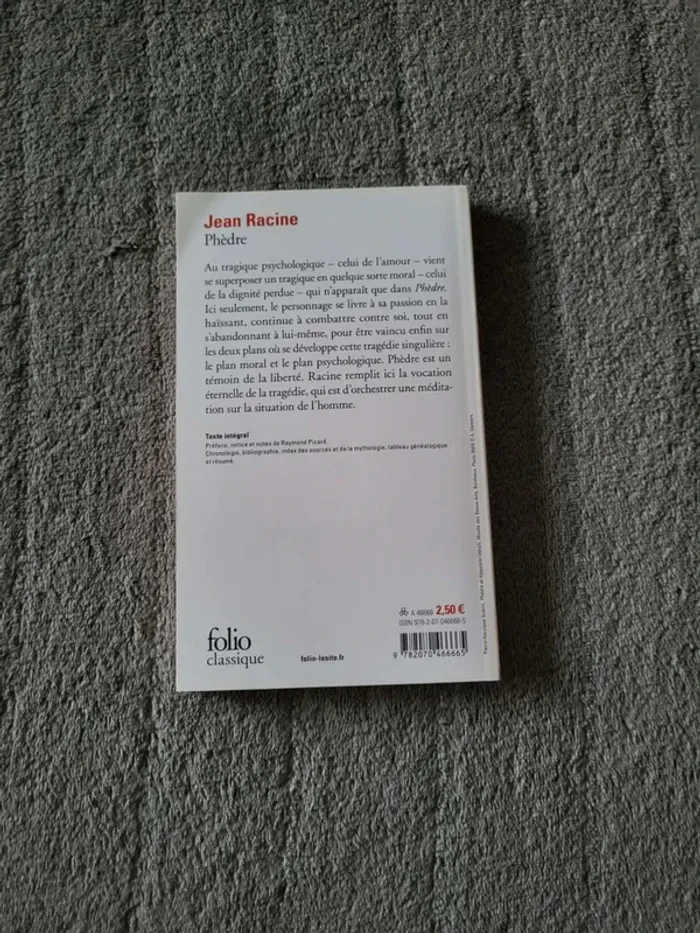 Jean Racine
Phèdre
Au tragique psychologique – celui de l'amour – vient
se superposer un tragique en quelque sorte moral – celui
de la dignité perdue – qui n'apparaît que dans Phèdre.
Ici seulement, le personnage se livre à sa passion en la
haïssant, continue à combattre contre soi, tout en
s'abandonnant à lui-même, pour être vaincu enfin sur
les deux plans où se développe cette tragédie singulière :
le plan moral et le plan psychologique. Phèdre est un
témoin de la liberté. Racine remplit ici la vocation
éternelle de la tragédie, qui est d'orchestrer une médita-
tion sur la situation de l'homme.
Texte intégral
Préface, notice et notes de Raymond Picard.
Chronologie, bibliographie, index des sources et de la mythologie, tableau généalogique
et résumé.
A 46666 2,50 €
ISBN 978-2-07-046666-5
9 782070 466665
folio
classique
folio-lesite.fr